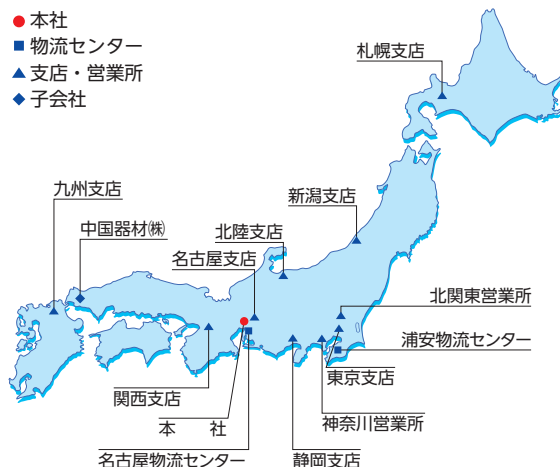 本社
物流センター
支店・営業所
子会社
札幌支店
九州支店
新潟支店
中国器材㈱
北陸支店
名古屋支店
北関東営業所
浦安物流センター
東京支店
関西支店
神奈川営業所
本　社
名古屋物流センター
静岡支店